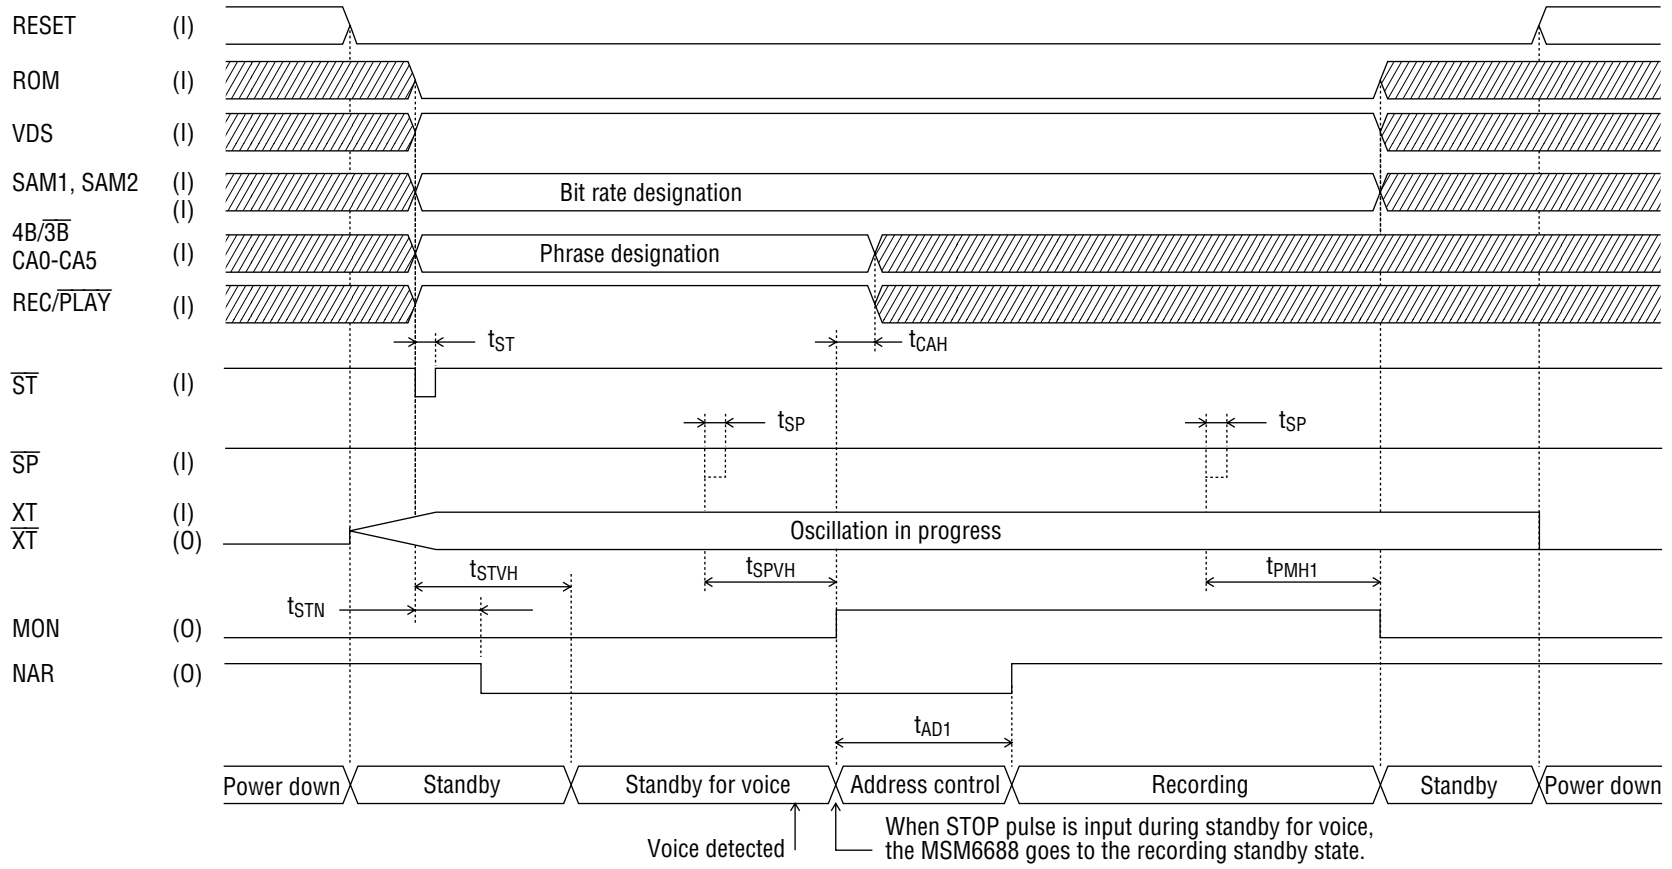 RESET (I)
ROM (I)
VDS (I)
SAM1, SAM2 (I)
(I)
Bit rate designation
4B/3B
CA0-CA5 (I)
Phrase designation
REC/PLAY (I)
tST
tCAH
ST (I)
tSP
tSP
SP (I)
XT (I)
XT (O)
Oscillation in progress
tSTVH
tSPVH
tPMH1
tSTN
MON (O)
NAR (O)
tAD1
Power down Standby Standby for voice Address control Recording Standby Power down
Voice detected
When STOP pulse is input during standby for voice,
the MSM6688 goes to the recording standby state.